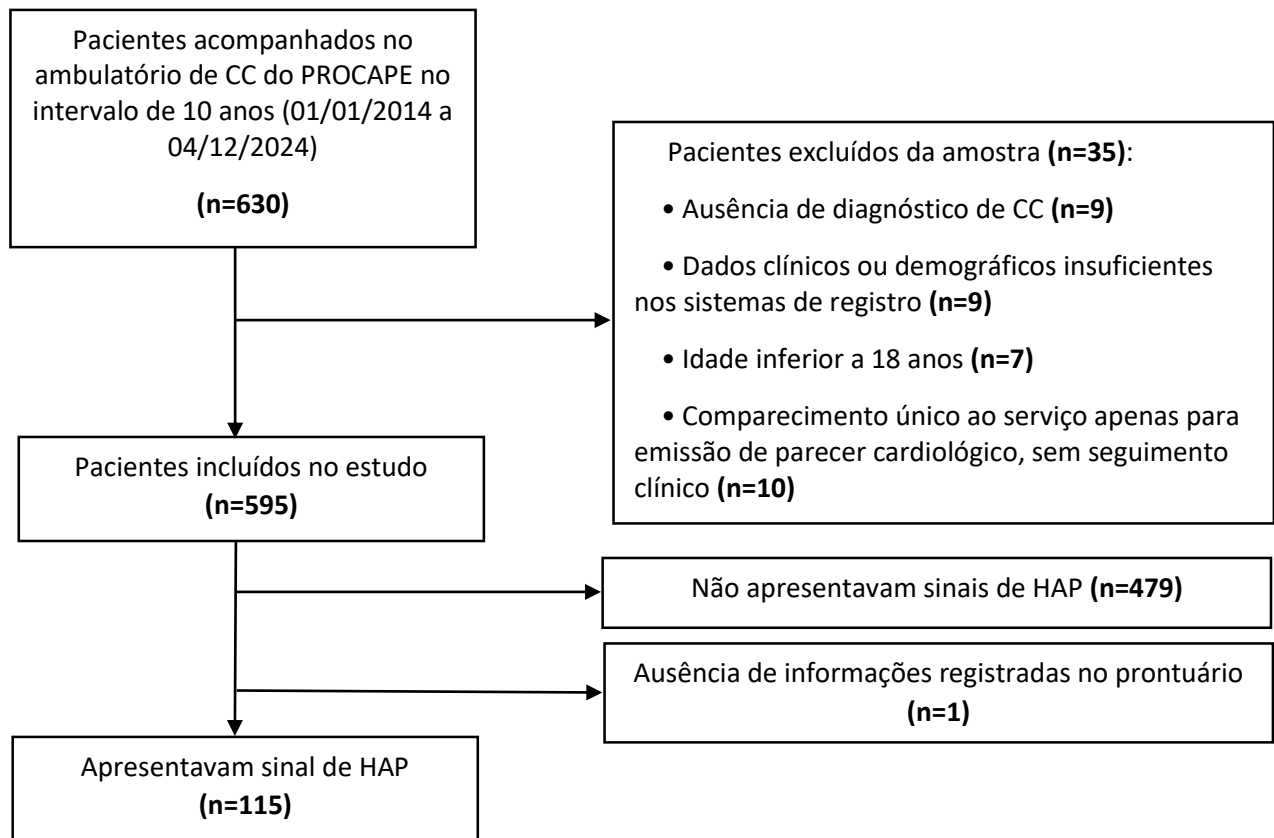 Pacientes acompanhados no
ambulatório de CC do PROCAPE no
intervalo de 10 anos (01/01/2014 a
04/12/2024)
(n=630)
Pacientes excluídos da amostra (n=35):
• Ausência de diagnóstico de CC (n=9)
• Dados clínicos ou demográficos insuficientes
nos sistemas de registro (n=9)
• Idade inferior a 18 anos (n=7)
• Comparecimento único ao serviço apenas para
emissão de parecer cardiológico, sem seguimento
clínico (n=10)
Pacientes incluídos no estudo
(n=595)
Não apresentavam sinais de HAP (n=479)
Ausência de informações registradas no prontuário
(n=1)
Apresentavam sinal de HAP
(n=115)